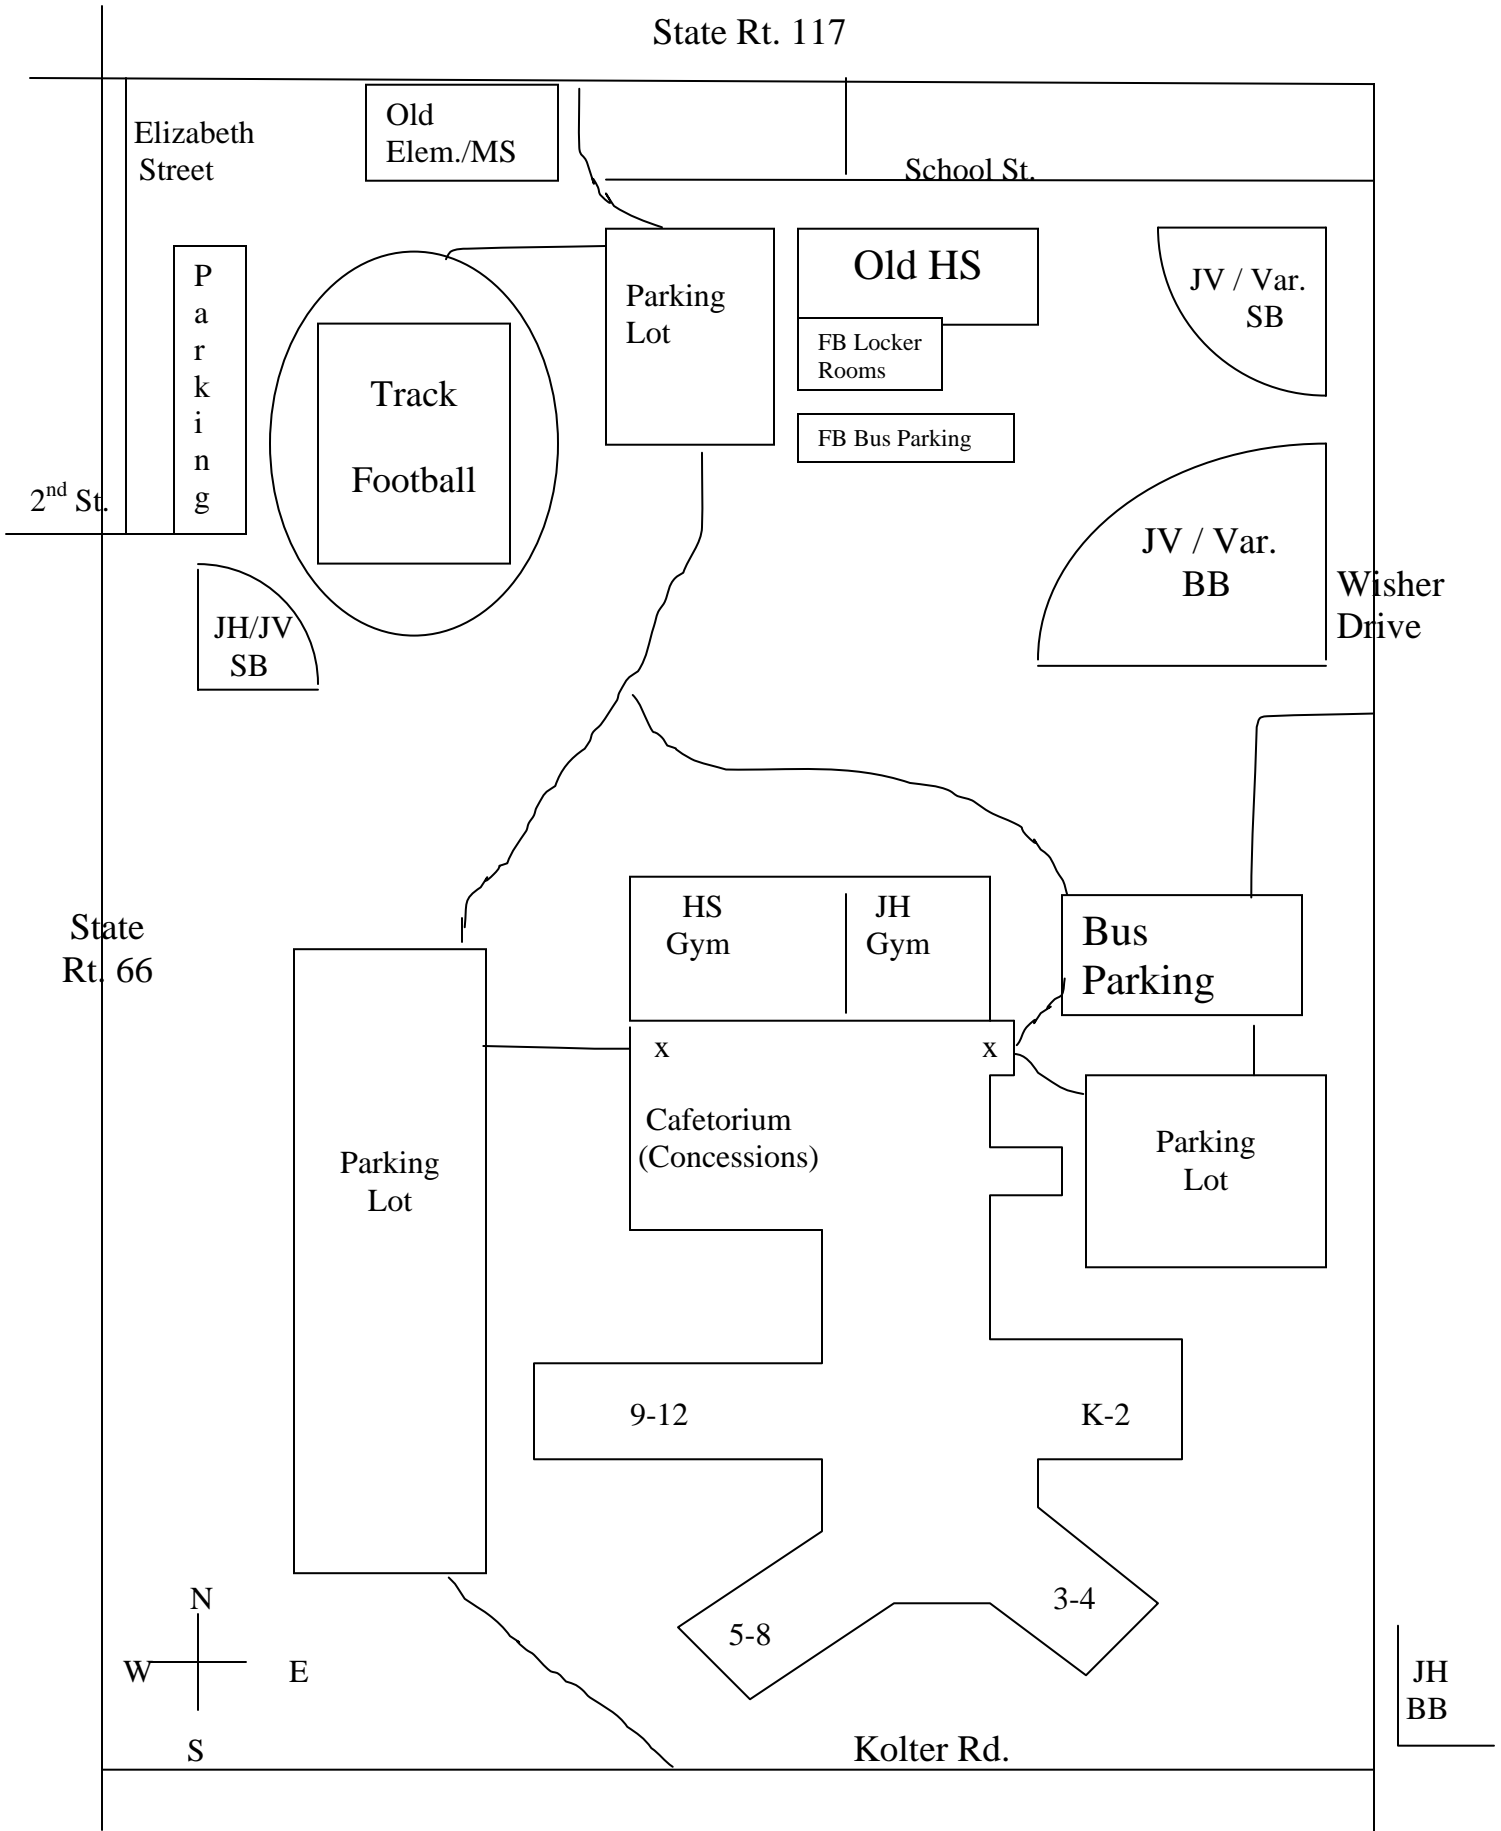 State Rt. 117
Old
Elem./MS
Elizabeth
Street
School St.
P
a
r
k
i
n
g
Track
Football
Parking
Lot
Old HS
FB Locker
Rooms
FB Bus Parking
JV / Var.
SB
2nd St.
JV / Var.
BB
Wisher
Drive
JH/JV
SB
HS
Gym
JH
Gym
Bus
Parking
State
Rt. 66
x
x
Cafetorium
(Concessions)
Parking
Lot
Parking
Lot
9-12
K-2
5-8
3-4
N
W
E
S
Kolter Rd.
JH
BB